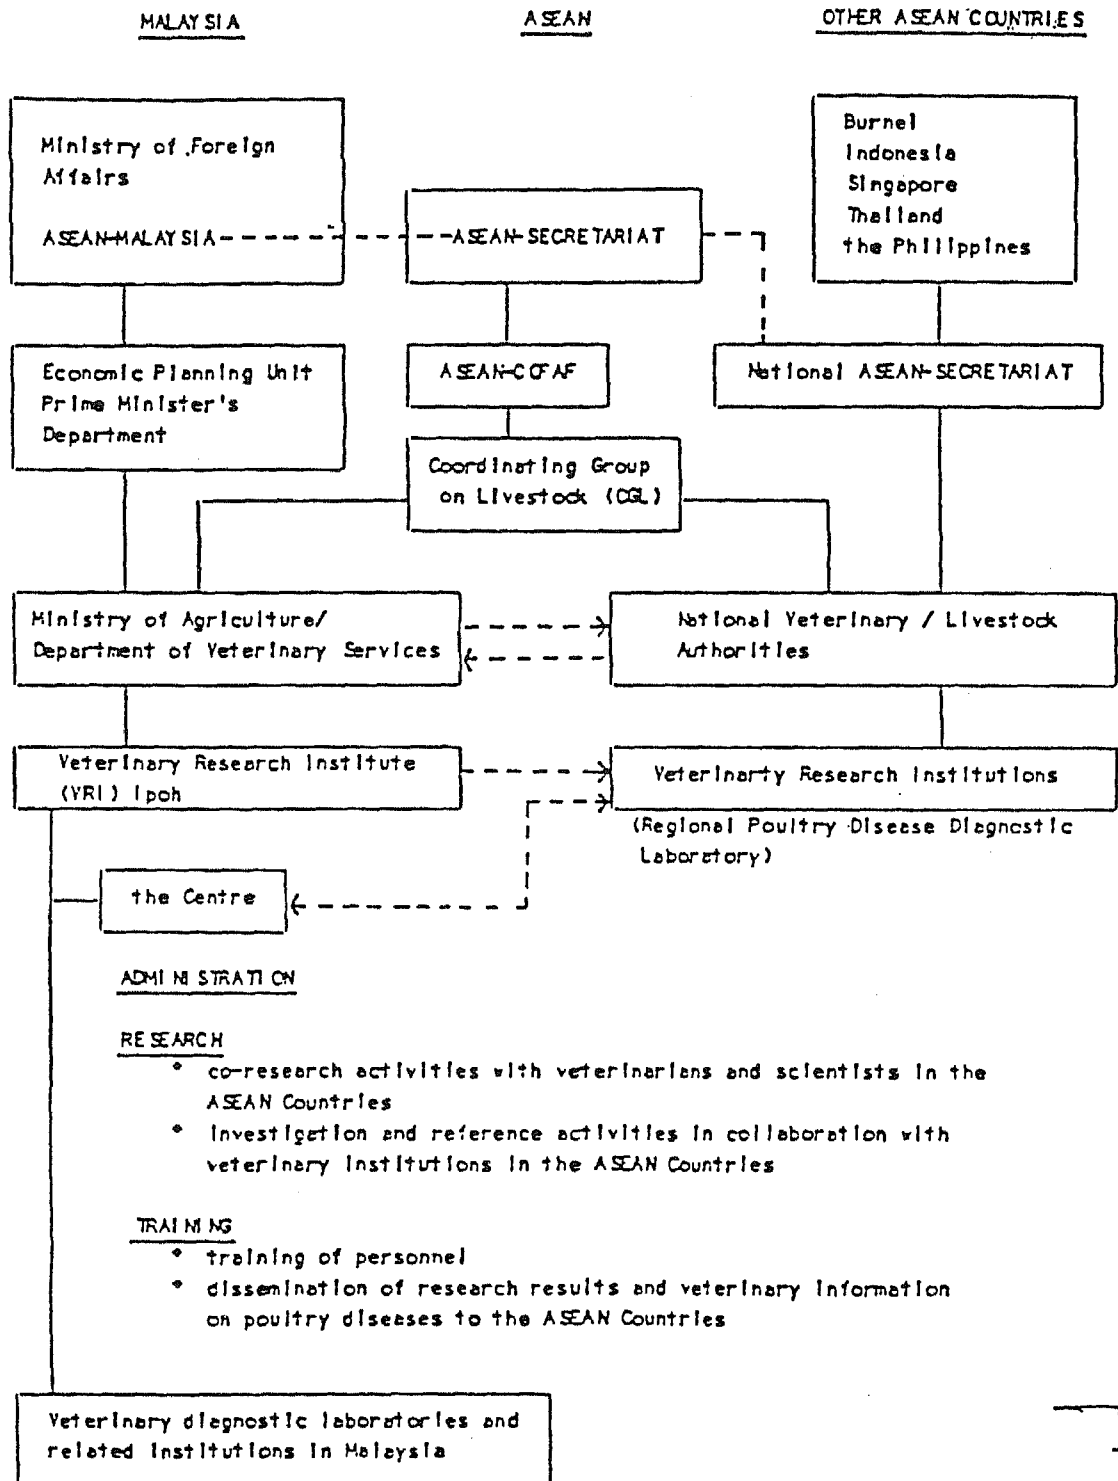 MALAYSIA
ASEAN
OTHER ASEAN COUNTRIES
Ministry of Foreign
Affairs
ASEAN-MALAYSIA
ASEAN-SECRETARIAT
Burnei
Indonesia
Singapore
Thailand
the Philippines
Economic Planning Unit
Prime Minister's
Department
ASEAN-COFAF
National ASEAN-SECRETARIAT
Coordinating Group
on Livestock (CGL)
Ministry of Agriculture/
Department of Veterinary Services
National Veterinary / Livestock
Authorities
Veterinary Research Institute
(VRI) Ipoh
Veterinarty Research Institutions
(Regional Poultry Disease Diagnostic
Laboratory)
the Centre
ADMINISTRATION
RESEARCH
* co-research activities with veterinarians and scientists in the
ASEAN Countries
* investigation and reference activities in collaboration with
veterinary institutions in the ASEAN Countries
TRAINING
* training of personnel
* dissemination of research results and veterinary information
on poultry diseases to the ASEAN Countries
Veterinary diagnostic laboratories and
related institutions in Malaysia